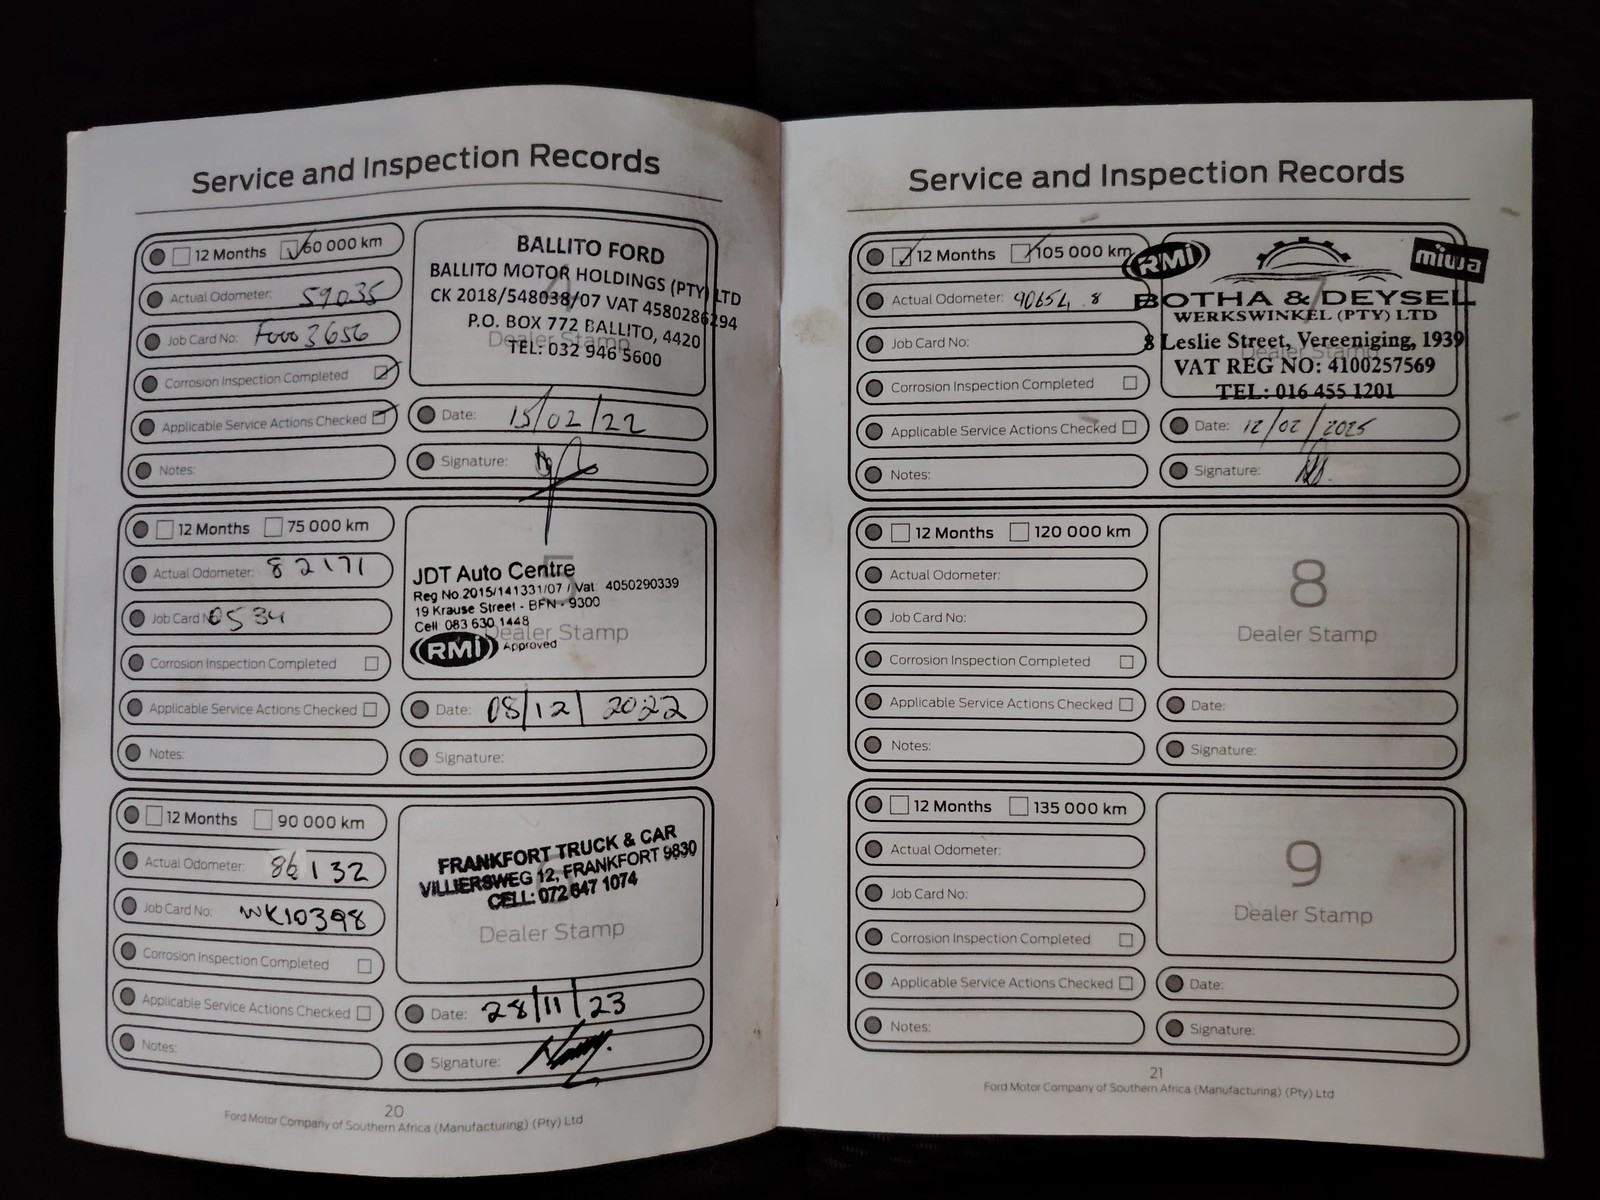 Service and Inspection Records
12 Months 60 000 km
Actual Odometer: 59035
Job Card No: F0003656
Corrosion Inspection Completed
Applicable Service Actions Checked
Notes:
BALLITO FORD
BALLITO MOTOR HOLDINGS (PTY) LTD
CK 2018/548038/07 VAT 4580286294
P.O. BOX 772 BALLITO, 4420
TEL: 032 946 5600
4
Dealer Stamp
Date: 15/02/22
Signature:
12 Months 75 000 km
Actual Odometer: 82171
Job Card No: 0534
Corrosion Inspection Completed
Applicable Service Actions Checked
Notes:
5
JDT Auto Centre
Reg No 2015/141331/07 / Vat: 4050290339
19 Krause Street - BFN - 9300
Cell: 083 630 1448
Dealer Stamp
RMi Approved
Date: 08/12/2022
Signature:
12 Months 90 000 km
Actual Odometer: 86132
Job Card No: WK10398
Corrosion Inspection Completed
Applicable Service Actions Checked
Notes:
FRANKFORT TRUCK & CAR
VILLIERSWEG 12, FRANKFORT 9830
CELL: 072 647 1074
6
Dealer Stamp
Date: 28/11/23
Signature:
20
Ford Motor Company of Southern Africa (Manufacturing) (Pty) Ltd
Service and Inspection Records
12 Months 105 000 km
Actual Odometer: 90654 8
Job Card No:
Corrosion Inspection Completed
Applicable Service Actions Checked
Notes:
RMi
miwa
7
BOTHA & DEYSEL
WERKSWINKEL (PTY) LTD
8 Leslie Street, Vereeniging, 1939
Dealer Stamp
VAT REG NO: 4100257569
TEL: 016 455 1201
Date: 12/02/2025
Signature:
12 Months 120 000 km
Actual Odometer:
Job Card No:
Corrosion Inspection Completed
Applicable Service Actions Checked
Notes:
8
Dealer Stamp
Date:
Signature:
12 Months 135 000 km
Actual Odometer:
Job Card No:
Corrosion Inspection Completed
Applicable Service Actions Checked
Notes:
9
Dealer Stamp
Date:
Signature:
21
Ford Motor Company of Southern Africa (Manufacturing) (Pty) Ltd